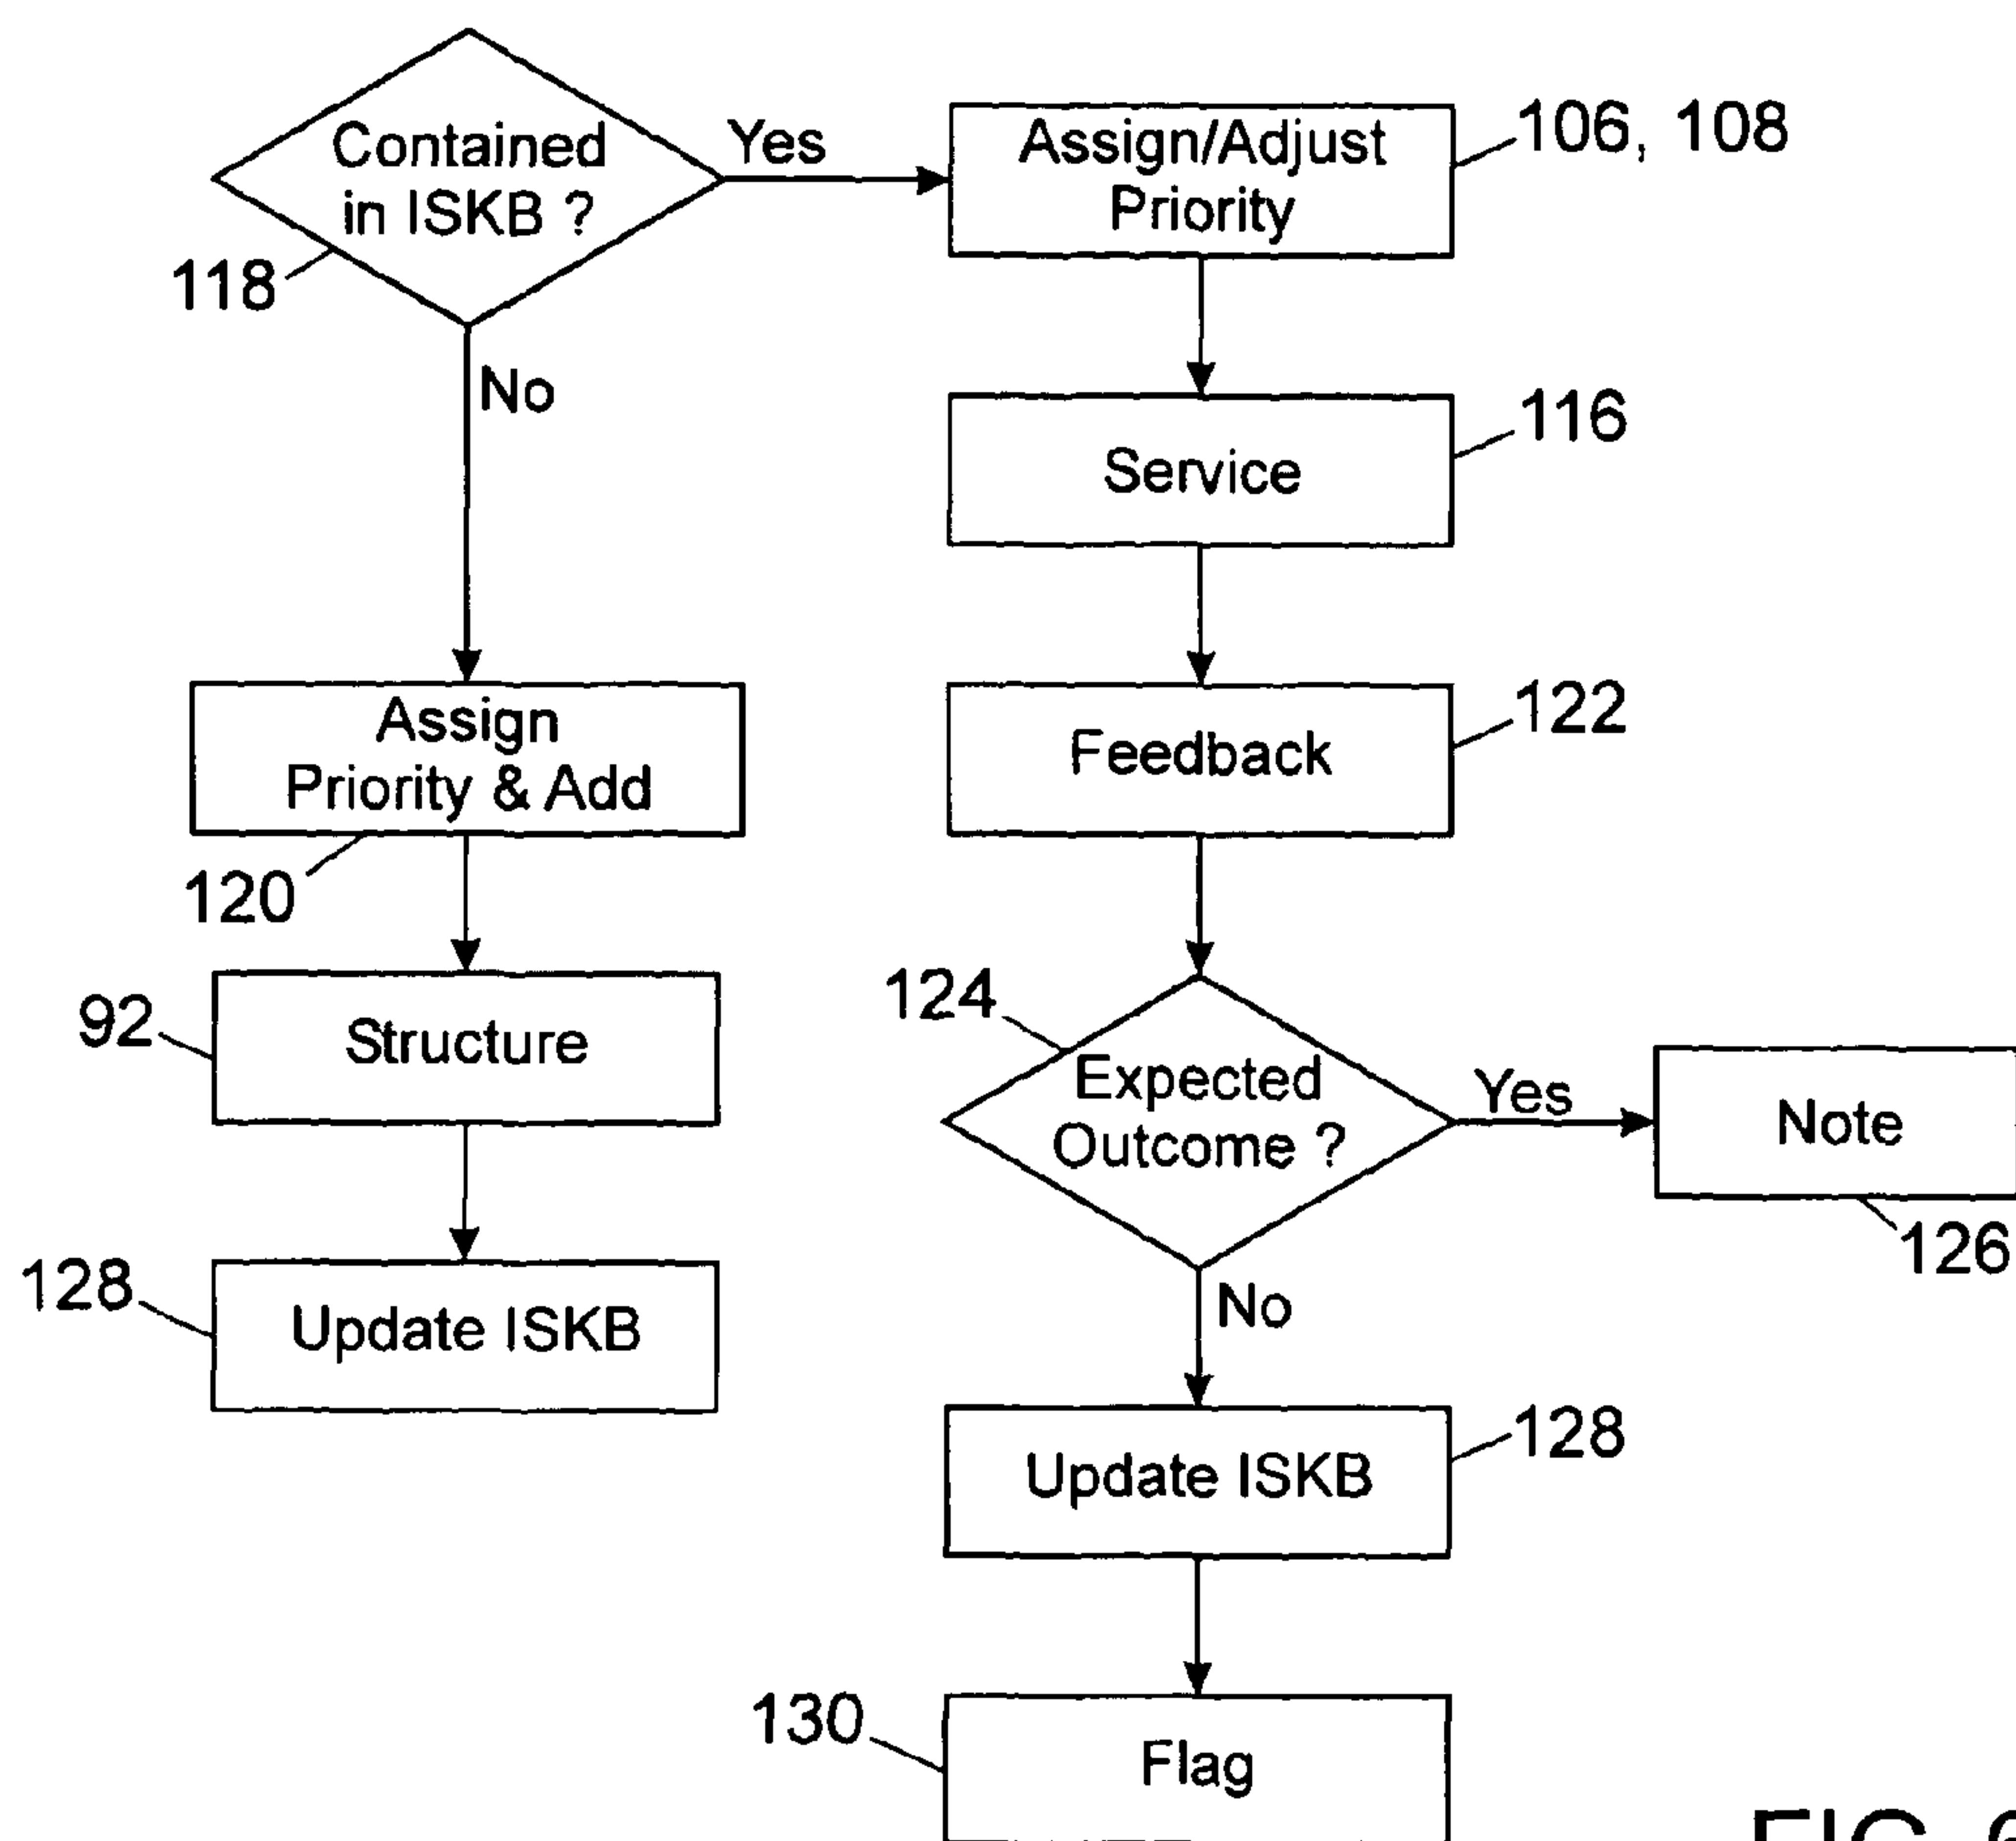 Contained
in ISKB ?
118
Yes
Assign/Adjust
Priority
106, 108
No
Service
116
Assign
Priority & Add
120
Feedback
122
Structure
92
124
Expected
Outcome ?
Yes
Note
126
Update ISKB
128
No
Update ISKB
128
Flag
130